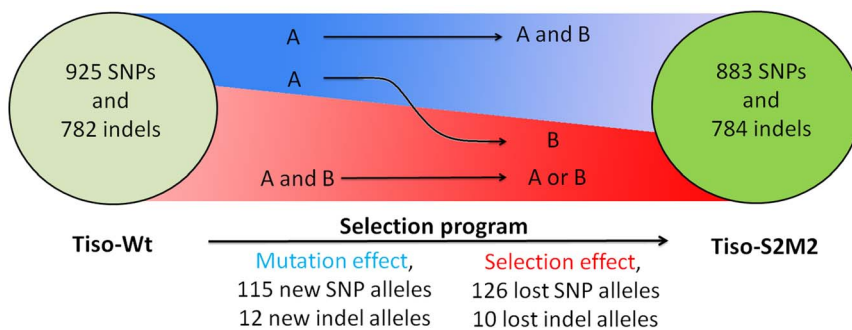 A A and B
925 SNPs
and
782 indels
883 SNPs
and
784 indels
A
B
A and B A or B
Selection program
Tiso-Wt Tiso-S2M2
Mutation effect, Selection effect,
115 new SNP alleles 126 lost SNP alleles
12 new indel alleles 10 lost indel alleles